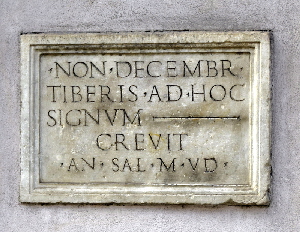 ·NON·DECEMBR·
TIBERIS·AD·HOC
SIGNVM
CREVIT
·AN·SAL·M·VD·